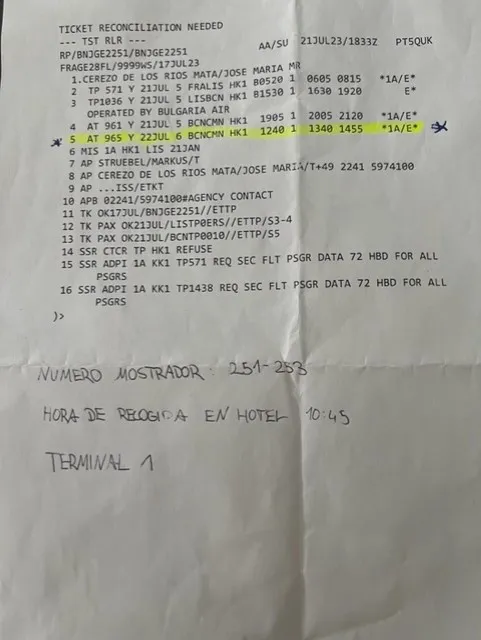 TICKET RECONCILIATION NEEDED
--- TST RLR ---
RP/BNJGE2251/BNJGE2251 AA/SU 21JUL23/1833Z PT5QUK
FRAGE28FL/9999WS/17JUL23
1.CEREZO DE LOS RIOS MATA/JOSE MARIA MR
2 TP 571 Y 21JUL 5 FRALIS HK1 B0520 1 0605 0815 *1A/E*
3 TP1036 Y 21JUL 5 LISBCN HK1 B1530 1 1630 1920 E*
OPERATED BY BULGARIA AIR
4 AT 961 Y 21JUL 5 BCNCMN HK1 1905 1 2005 2120 *1A/E*
5 AT 965 Y 22JUL 6 BCNCMN HK1 1240 1 1340 1455 *1A/E*
6 MIS 1A HK1 LIS 21JAN
7 AP STRUEBEL/MARKUS/T
8 AP CEREZO DE LOS RIOS MATA/JOSE MARIA/T+49 2241 5974100
9 AP ...ISS/ETKT
10 APB 02241/5974100#AGENCY CONTACT
11 TK OK17JUL/BNJGE2251//ETTP
12 TK PAX OK21JUL/LISTP0ERS//ETTP/S3-4
13 TK PAX OK21JUL/BCNTP0010//ETTP/S5
14 SSR CTCR TP HK1 REFUSE
15 SSR ADPI 1A KK1 TP571 REQ SEC FLT PSGR DATA 72 HBD FOR ALL
PSGRS
16 SSR ADPI 1A KK1 TP1438 REQ SEC FLT PSGR DATA 72 HBD FOR ALL
PSGRS
)>
NUMERO MOSTRADOR: 251-253
HORA DE RECOGIDA EN HOTEL 10:45
TERMINAL 1